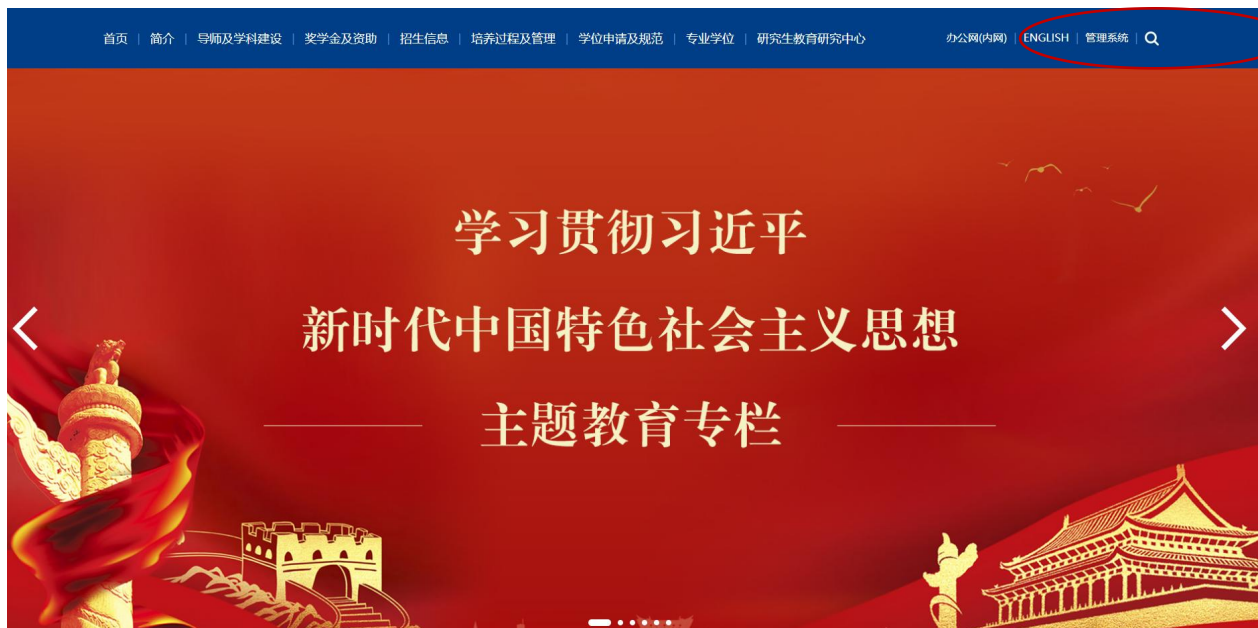 首页 | 简介 | 导师及学科建设 | 奖学金及资助 | 招生信息 | 培养过程及管理 | 学位申请及规范 | 专业学位 | 研究生教育研究中心 办公网(内网) | ENGLISH | 管理系统 |
学习贯彻习近平
新时代中国特色社会主义思想
主题教育专栏